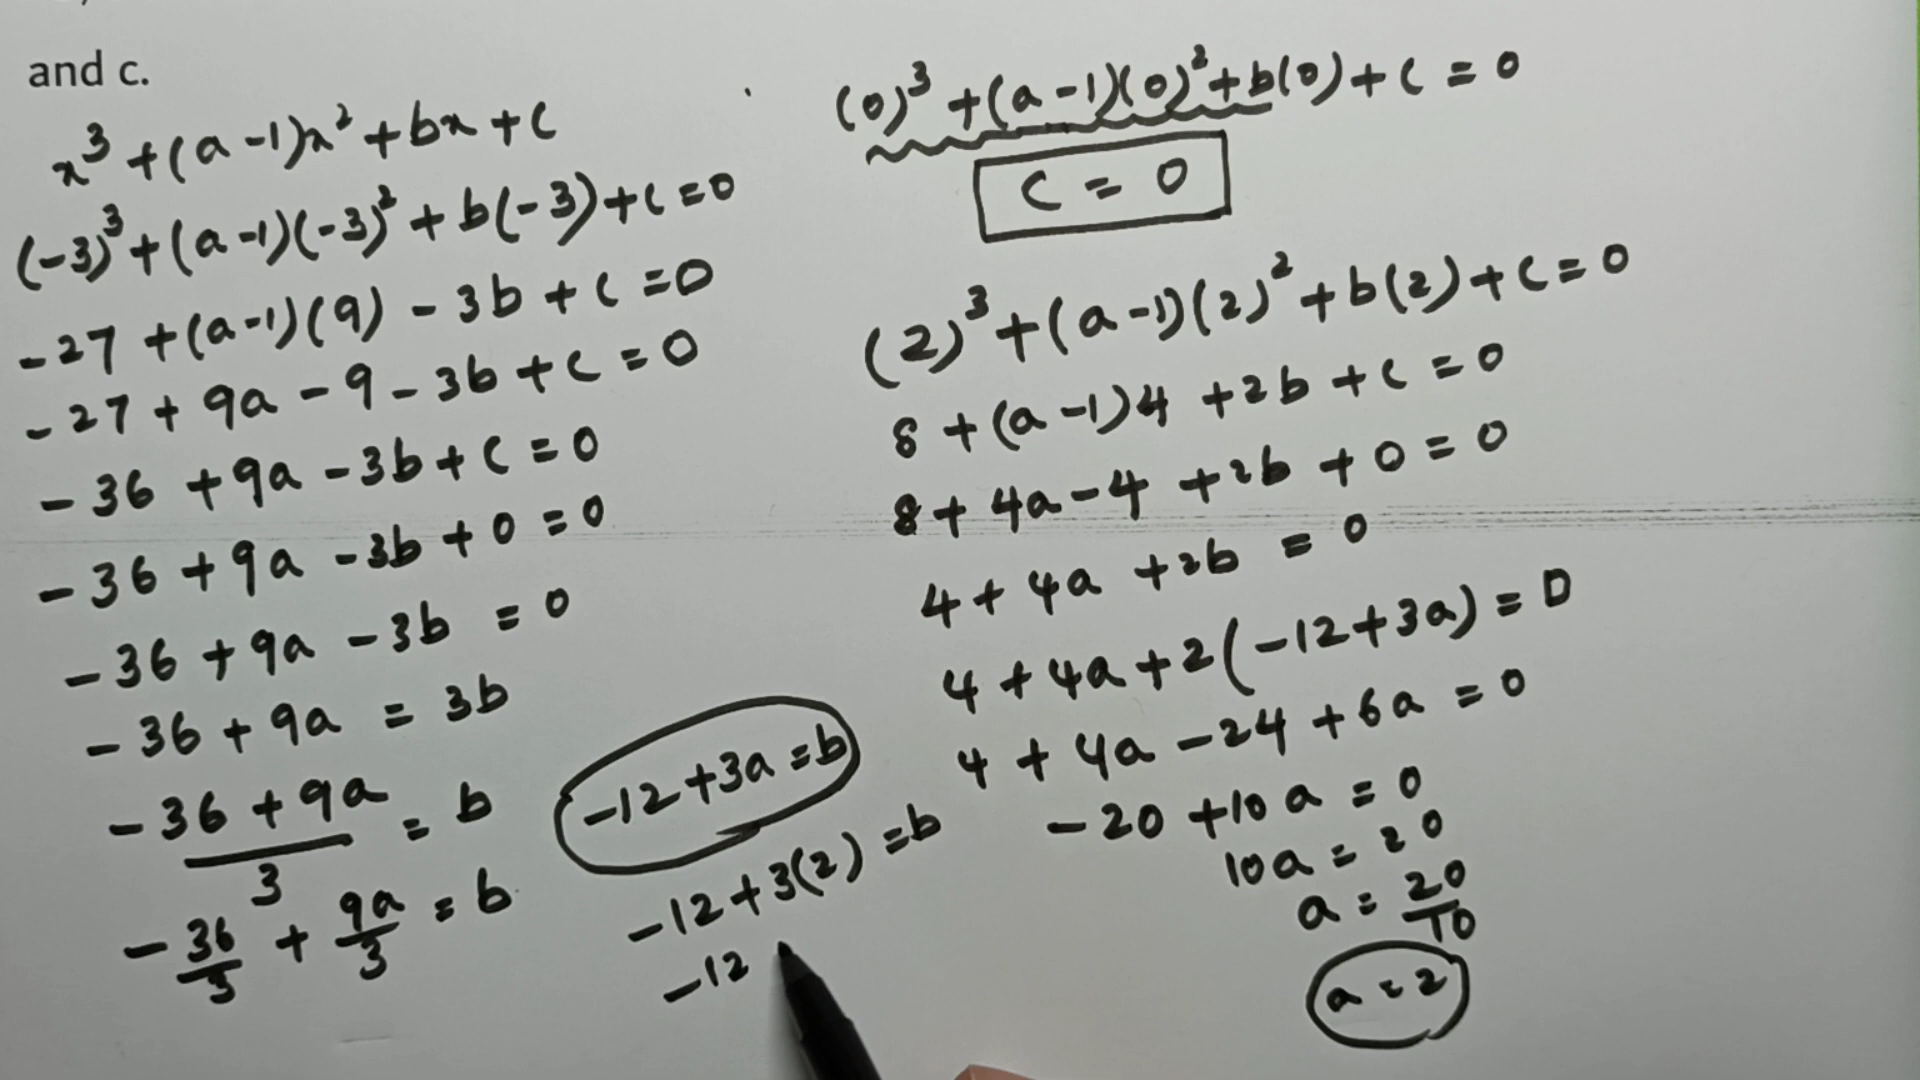 and c.
x³ + (a-1)x² + bx + c
(-3)³ + (a-1)(-3)² + b(-3) + c = 0
-27 + (a-1)(9) - 3b + c = 0
-27 + 9a - 9 - 3b + c = 0
-36 + 9a - 3b + c = 0
-36 + 9a - 3b + 0 = 0
-36 + 9a - 3b = 0
-36 + 9a = 3b
(-36 + 9a)/3 = b
-36/3 + 9a/3 = b
-12 + 3a = b
-12 + 3(2) = b
-12
(0)³ + (a-1)(0)² + b(0) + c = 0
c = 0
(2)³ + (a-1)(2)² + b(2) + c = 0
8 + (a-1)4 + 2b + c = 0
8 + 4a - 4 + 2b + 0 = 0
4 + 4a + 2b = 0
4 + 4a + 2(-12 + 3a) = 0
4 + 4a - 24 + 6a = 0
-20 + 10a = 0
10a = 20
a = 20/10
a = 2